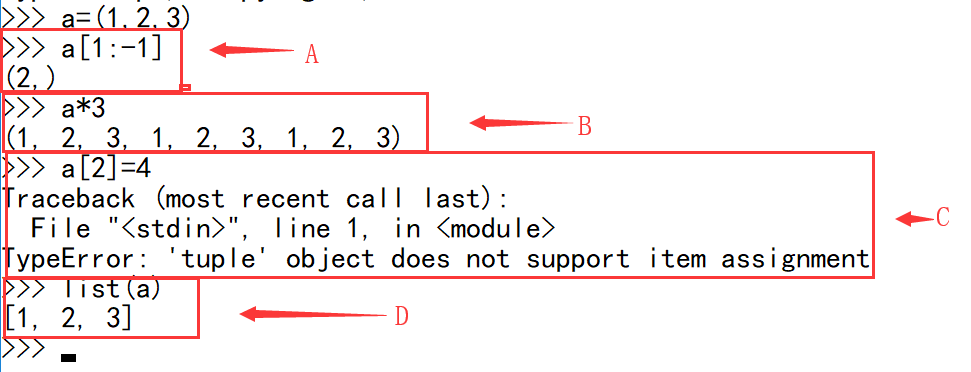 >>> a=(1,2,3)
>>> a[1:-1]
A
(2,)
>>> a*3
B
(1, 2, 3, 1, 2, 3, 1, 2, 3)
>>> a[2]=4
Traceback (most recent call last):
  File "<stdin>", line 1, in <module>
C
TypeError: 'tuple' object does not support item assignment
>>> list(a)
[1, 2, 3]
D
>>>